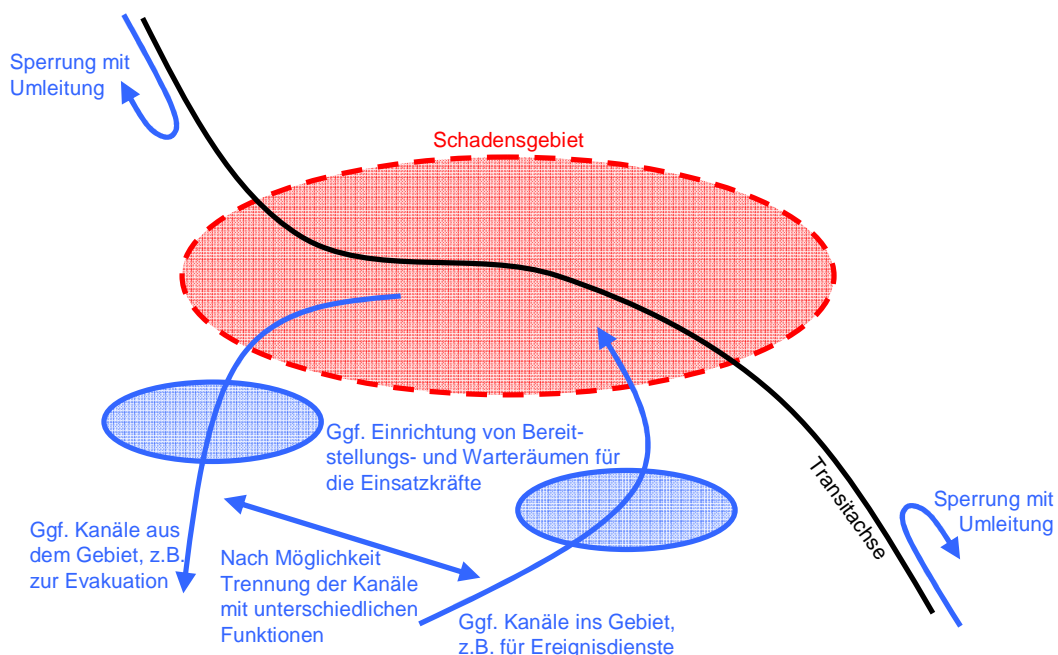 Sperrung mit
Umleitung
Schadensgebiet
Ggf. Einrichtung von Bereit-
stellungs- und Warteräumen für
die Einsatzkräfte
Transitachse
Sperrung mit
Umleitung
Ggf. Kanäle aus
dem Gebiet, z.B.
zur Evakuation
Nach Möglichkeit
Trennung der Kanäle
mit unterschiedlichen
Funktionen
Ggf. Kanäle ins Gebiet,
z.B. für Ereignisdienste